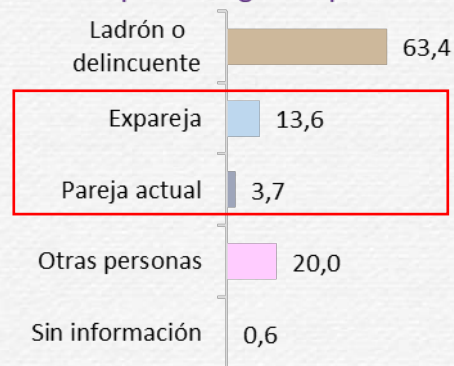 Ladrón o
delincuente 63,4
Expareja 13,6
Pareja actual 3,7
Otras personas 20,0
Sin información 0,6